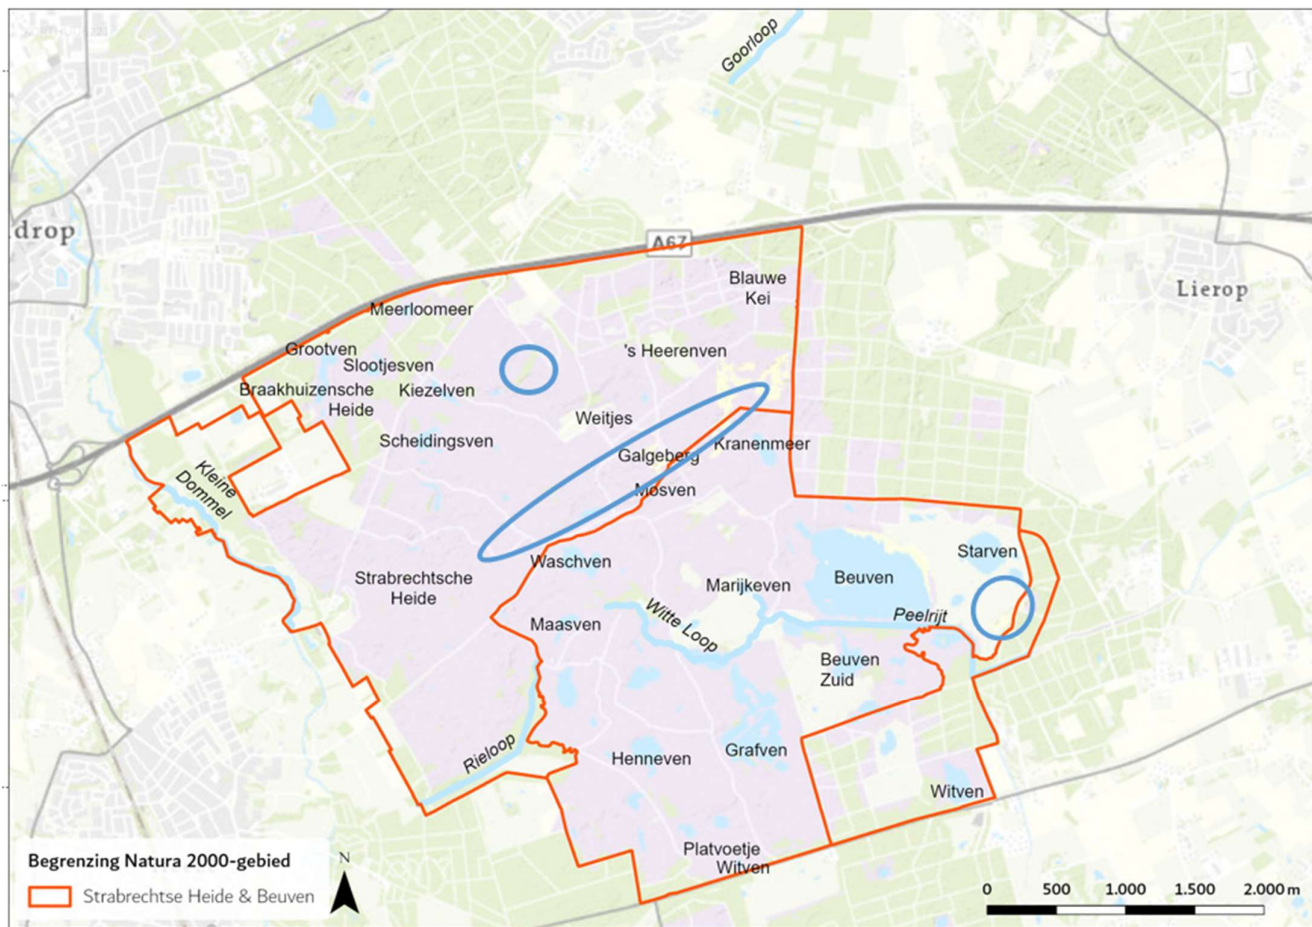 Goorloop
drop
A67
Lierop
Blauwe
Kei
Meerloomeer
Grootven
Slootjesven
's Heerenven
Braakhuizensche
Heide
Kiezelven
Weitjes
Scheidingsven
Galgeberg
Kranenmeer
Kleine
Dommel
Mosven
Waschven
Starven
Strabrechtsche
Heide
Marijkeven
Beuven
Maasven
Witte Loop
Peelrijt
Beuven
Zuid
Rieloop
Henneven
Grafven
Witven
Platvoetje
Witven
Begrenzing Natura 2000-gebied
Strabrechtse Heide & Beuven
N
0 500 1.000 1.500 2.000 m